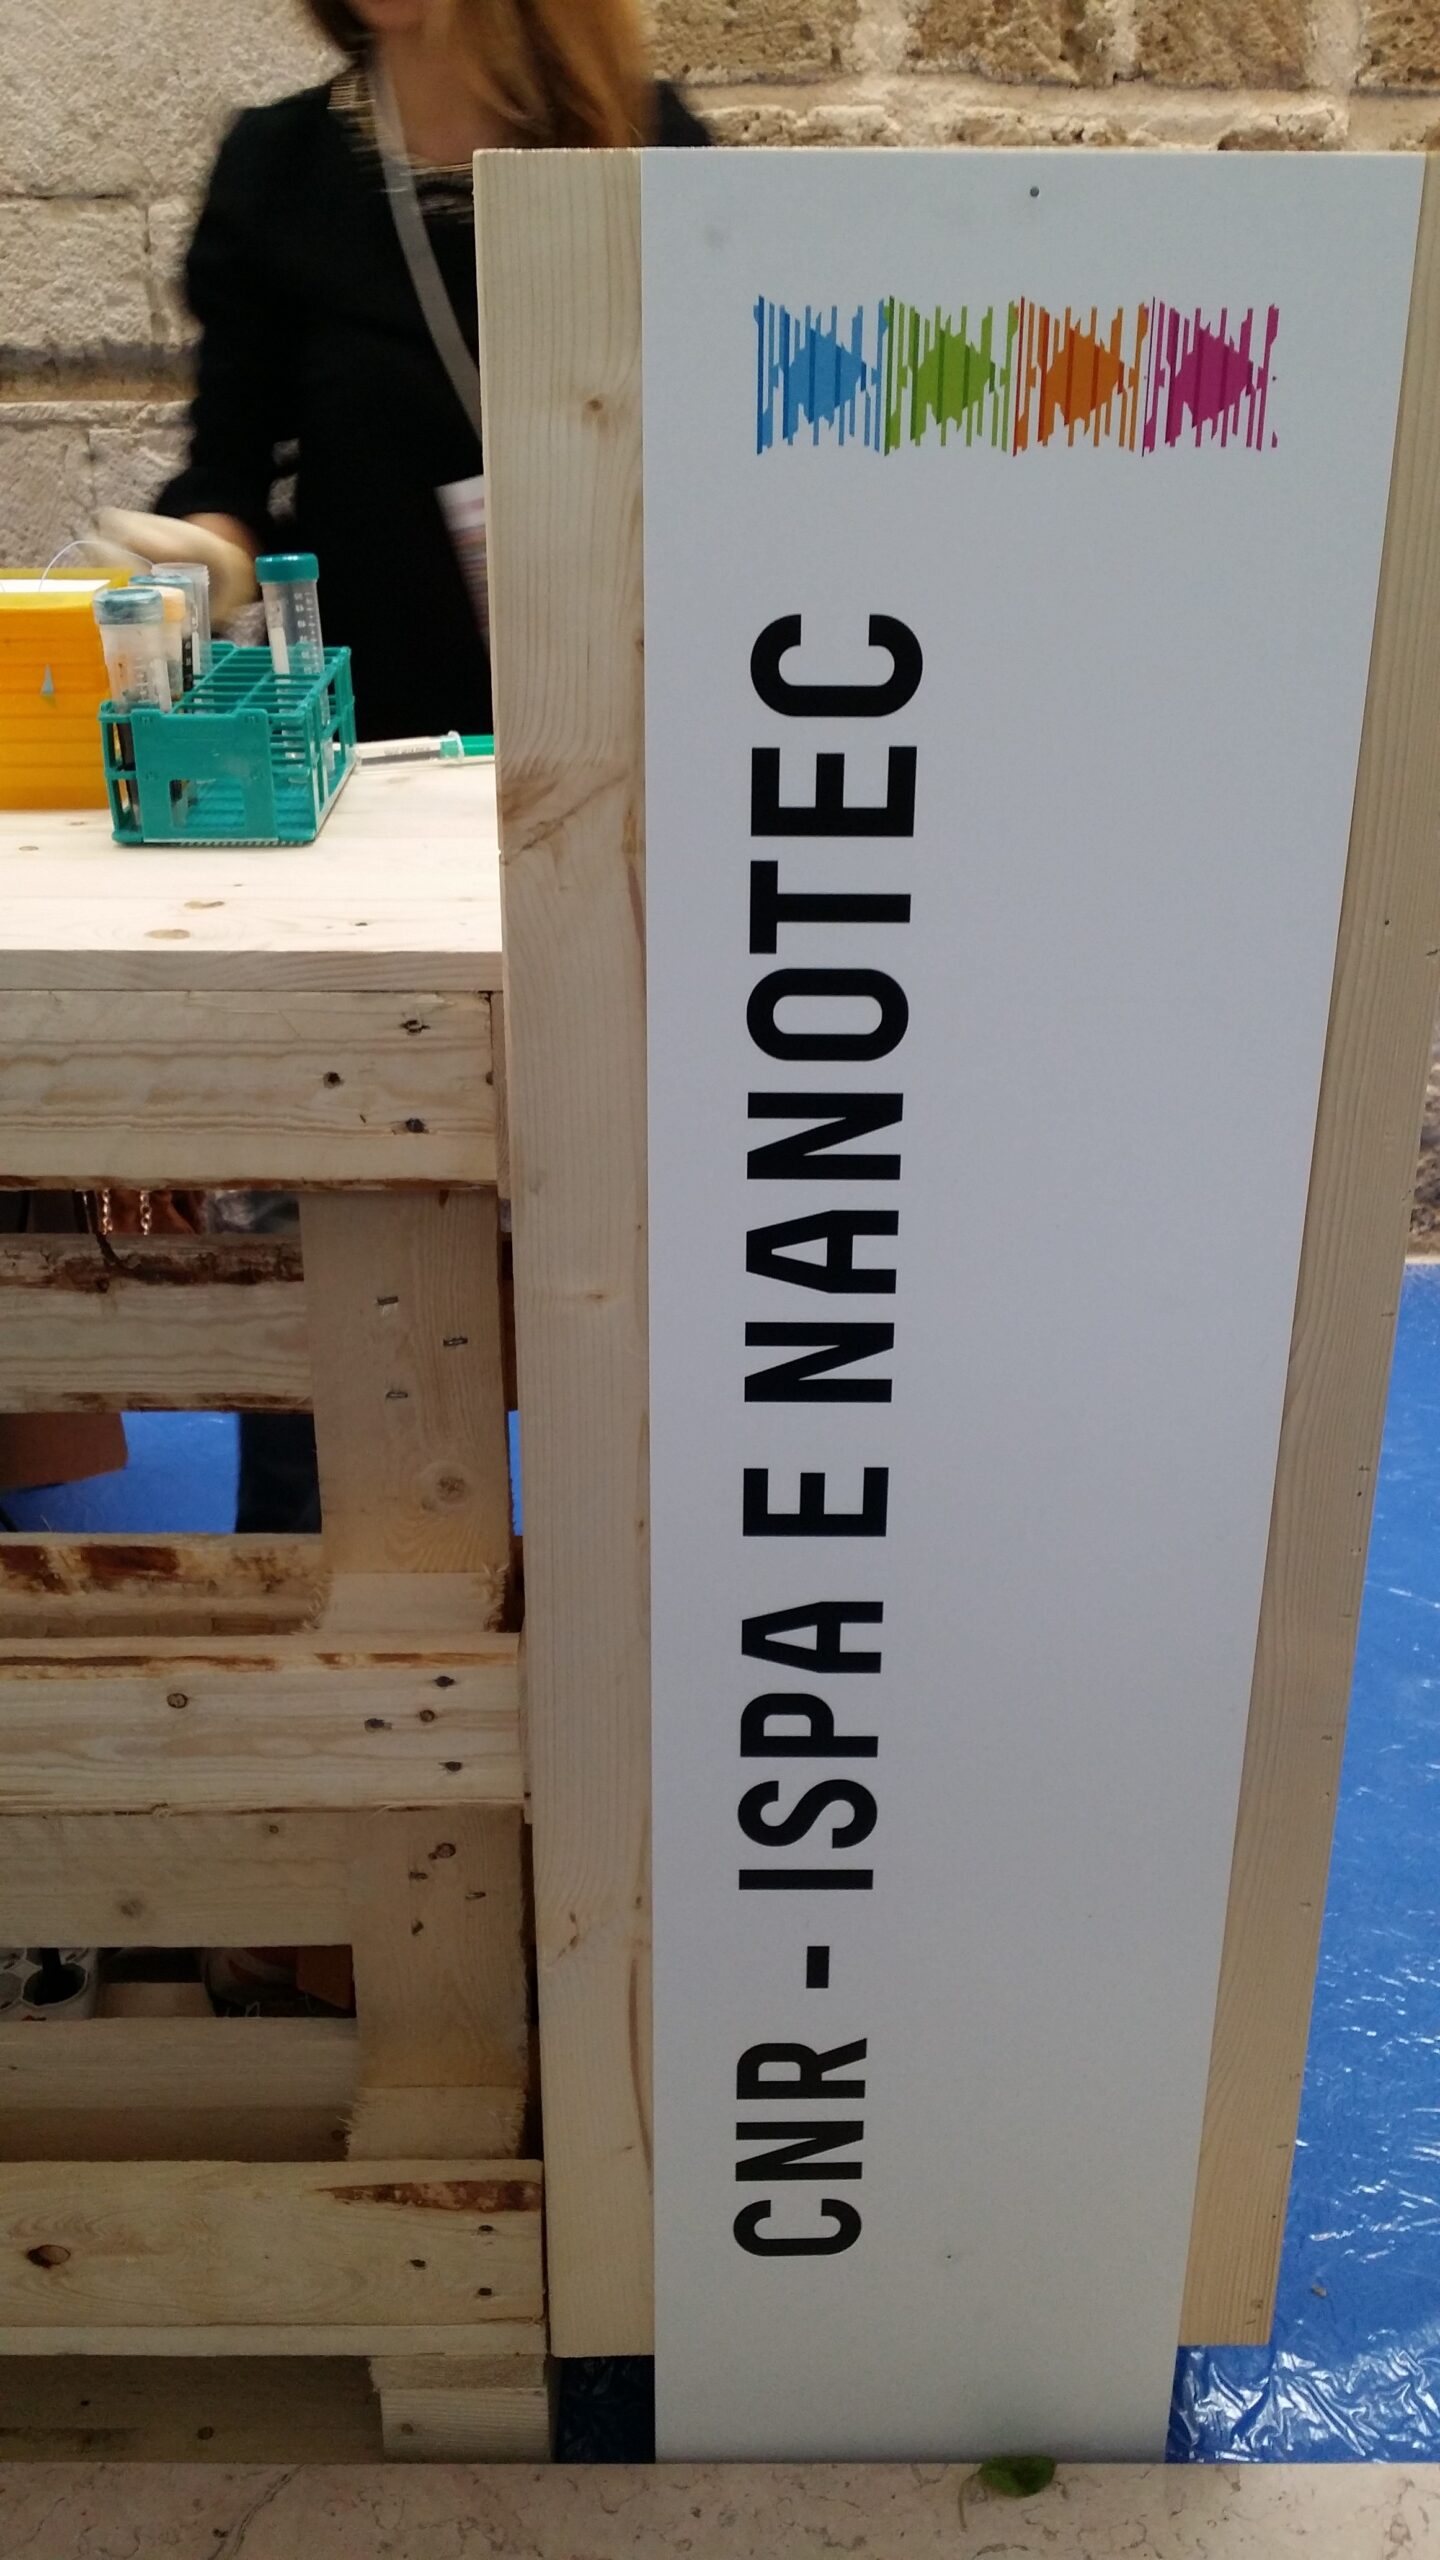 CNR - ISPA E NANOTEC